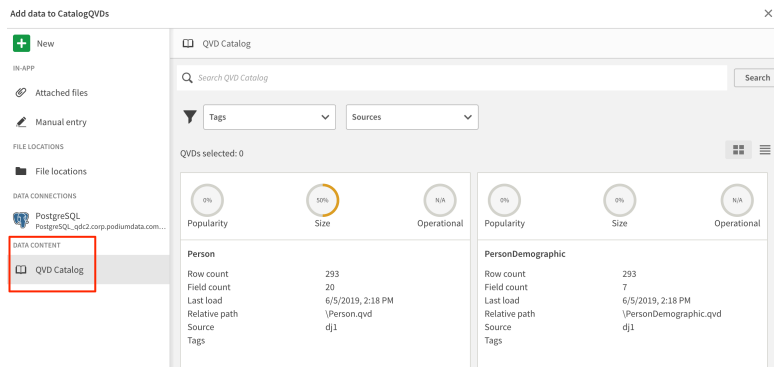 Add data to CatalogQVDs
New
IN-APP
Attached files
Manual entry
FILE LOCATIONS
File locations
DATA CONNECTIONS
PostgreSQL
PostgreSQL_qdc2.corp.podiumdata.com...
DATA CONTENT
QVD Catalog
QVD Catalog
Search QVD Catalog
Search
Tags
Sources
QVDs selected: 0
0%
50%
N/A
Popularity
Size
Operational
Person
Row count 293
Field count 20
Last load 6/5/2019, 2:18 PM
Relative path \Person.qvd
Source dj1
Tags
0%
0%
N/A
Popularity
Size
Operational
PersonDemographic
Row count 293
Field count 7
Last load 6/5/2019, 2:18 PM
Relative path \PersonDemographic.qvd
Source dj1
Tags